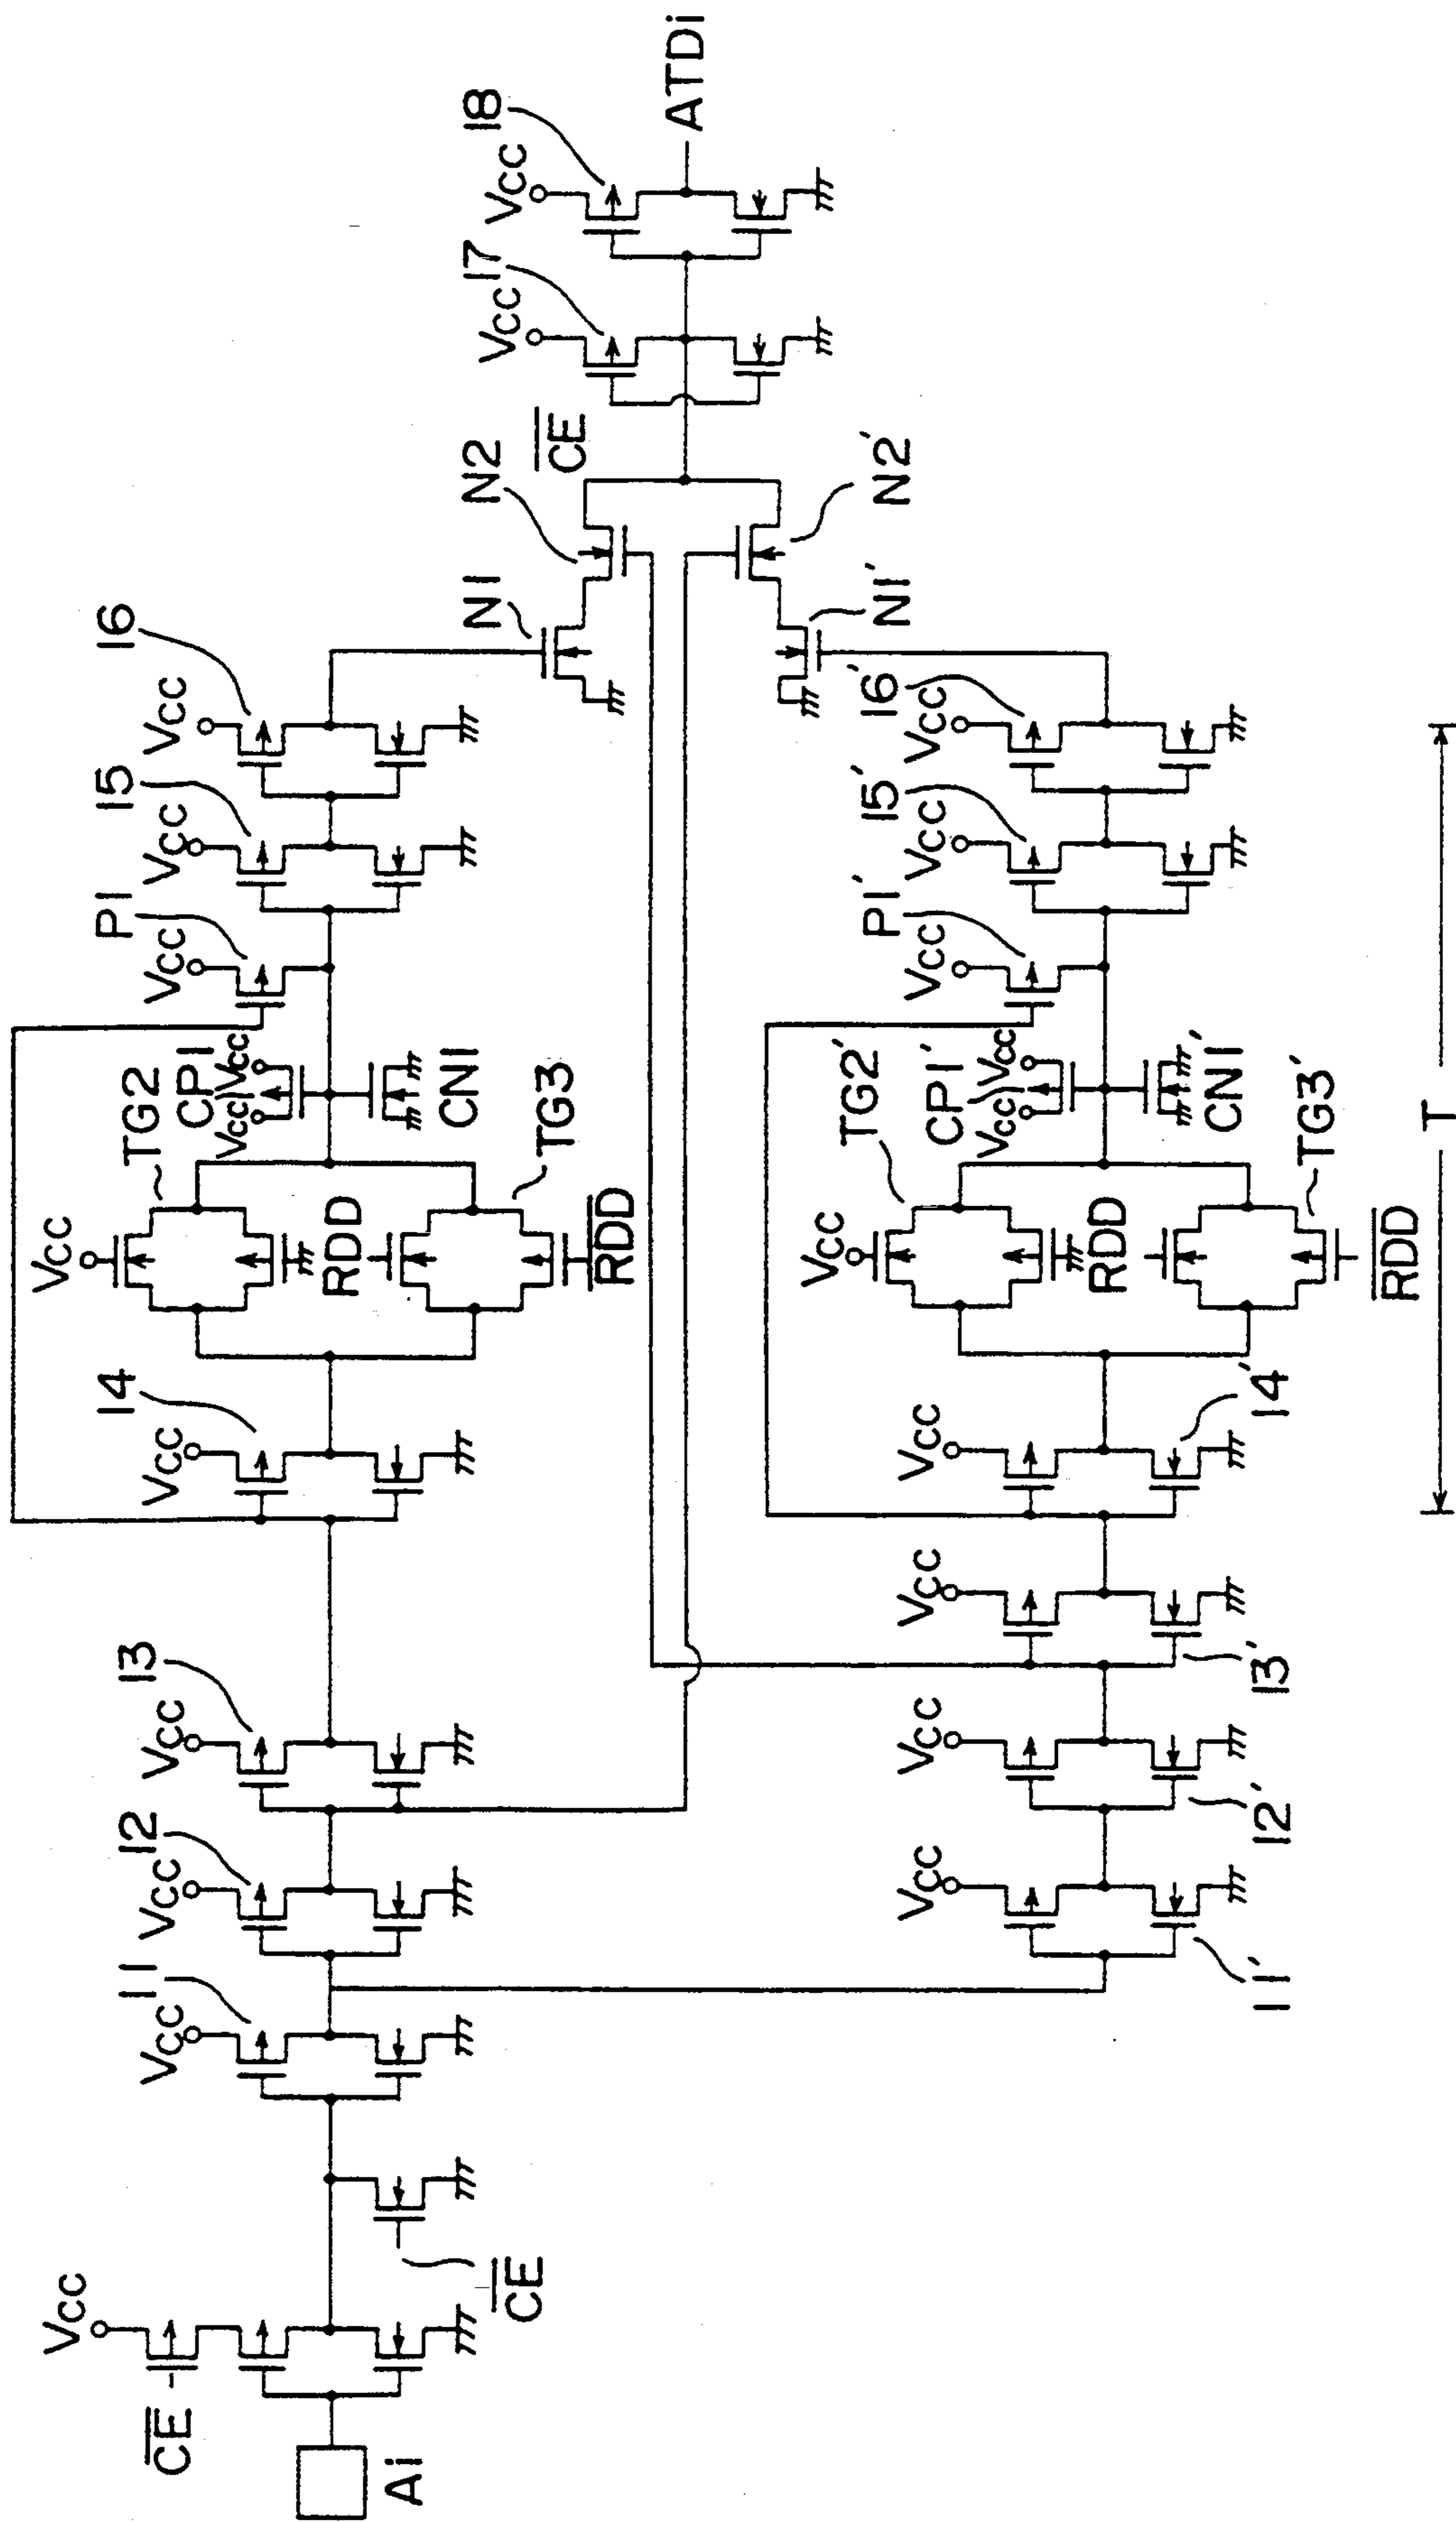 Vcc
CE
Ai
CE
Vcc
I1
Vcc
I2
Vcc
I3
Vcc
I4
Vcc
TG2
RDD
TG3
RDD
CP1
Vcc
Vcc
CN1
P1
Vcc
I5
Vcc
I6
Vcc
N1
N2
CE
N1'
N2'
I7
Vcc
I8
Vcc
ATDi
Vcc
I1'
Vcc
I2'
Vcc
I3'
Vcc
I4'
Vcc
TG2'
RDD
TG3'
RDD
CP1'
Vcc
Vcc
CN1'
P1'
Vcc
I5'
Vcc
I6'
Vcc
T